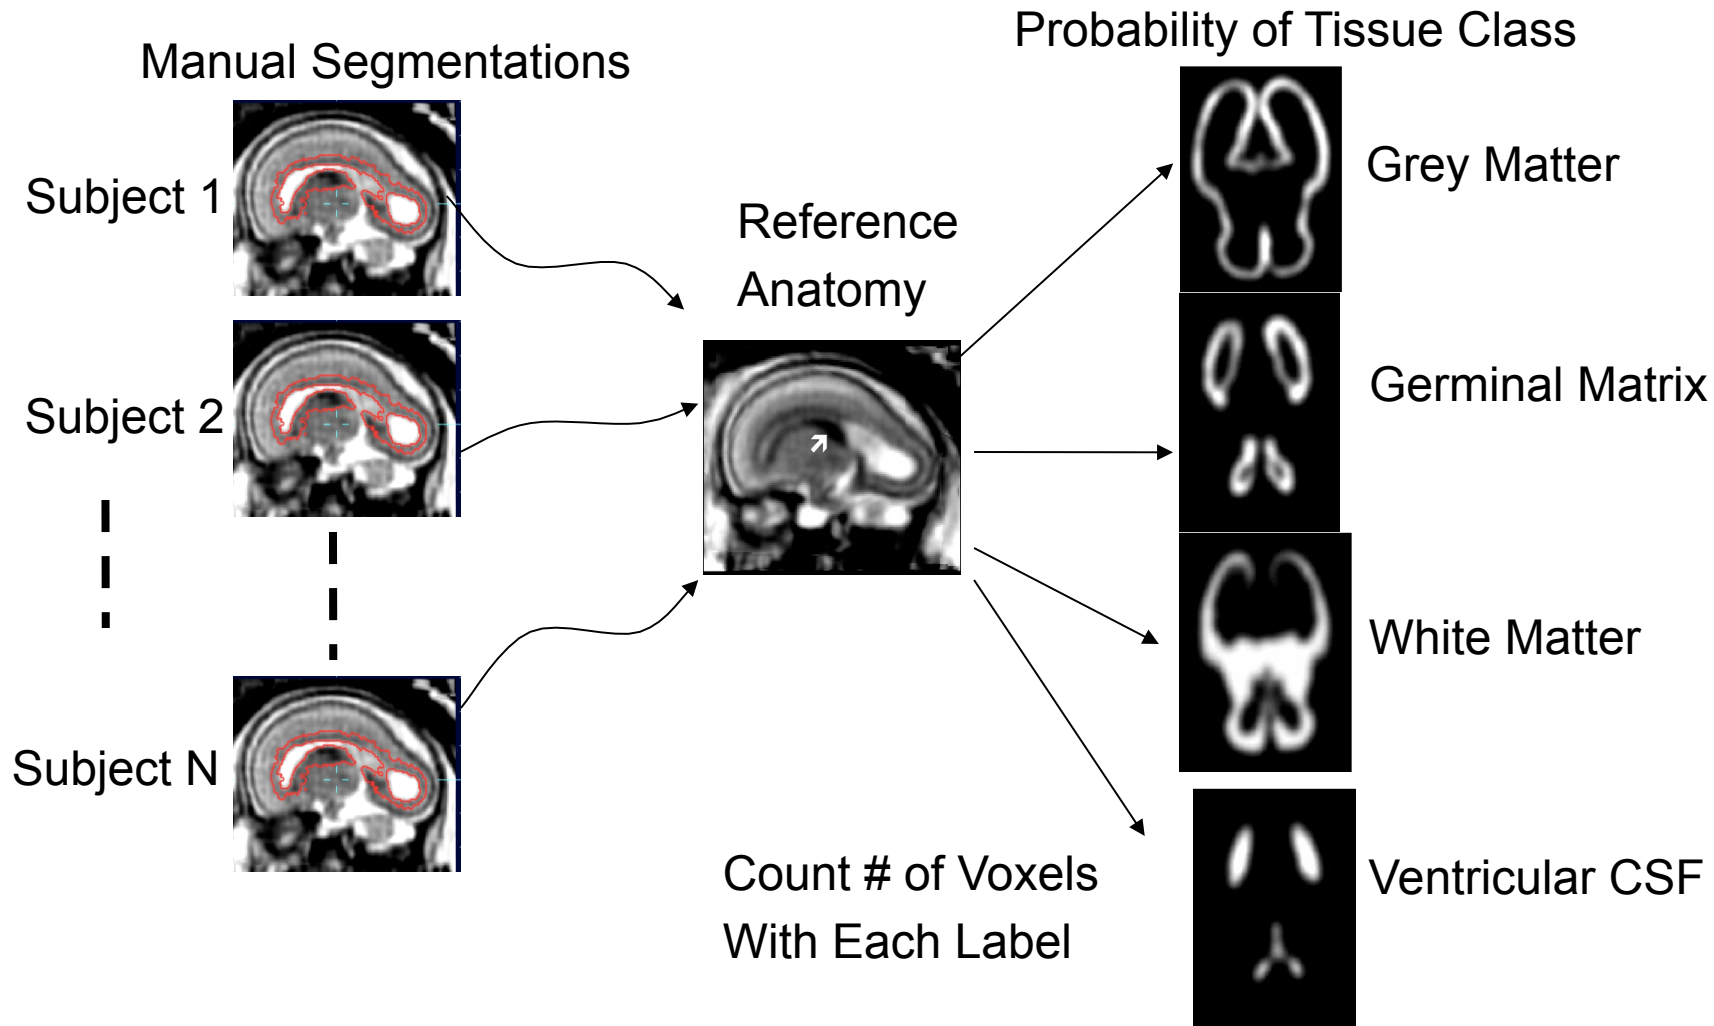 Manual Segmentations
Probability of Tissue Class
Subject 1
Subject 2
Subject N
Reference
Anatomy
Grey Matter
Germinal Matrix
White Matter
Ventricular CSF
Count # of Voxels
With Each Label